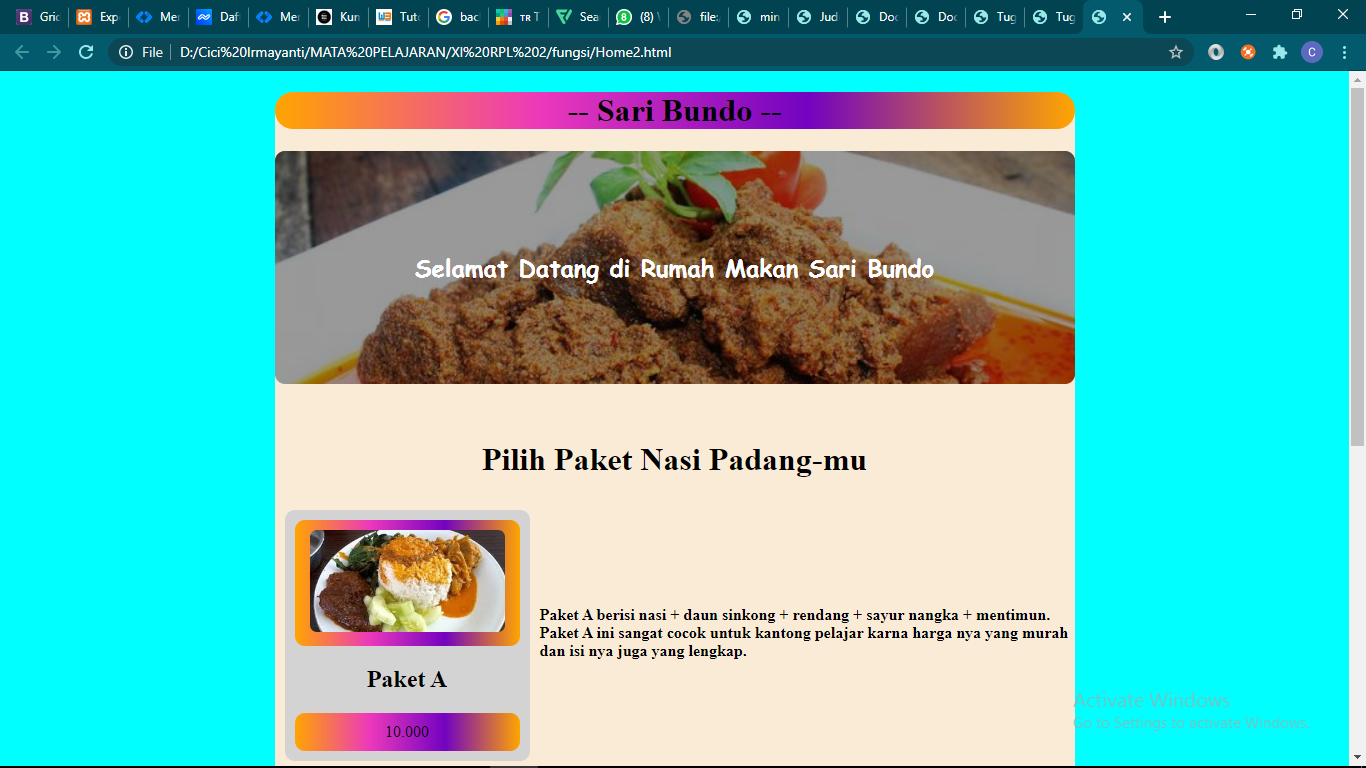 Gric
Exp
Mer
Daf
Mer
Kun
Tuto
bac
TR T
Sea
(8) V
file:/
min
Jud
Doc
Doc
Tug
Tug
File
D:/Cici%20Irmayanti/MATA%20PELAJARAN/XI%20RPL%202/fungsi/Home2.html
C
-- Sari Bundo --
Selamat Datang di Rumah Makan Sari Bundo
Pilih Paket Nasi Padang-mu
Paket A berisi nasi + daun sinkong + rendang + sayur nangka + mentimun.
Paket A ini sangat cocok untuk kantong pelajar karna harga nya yang murah
dan isi nya juga yang lengkap.
Paket A
10.000
Activate Windows
Go to Settings to activate Windows.